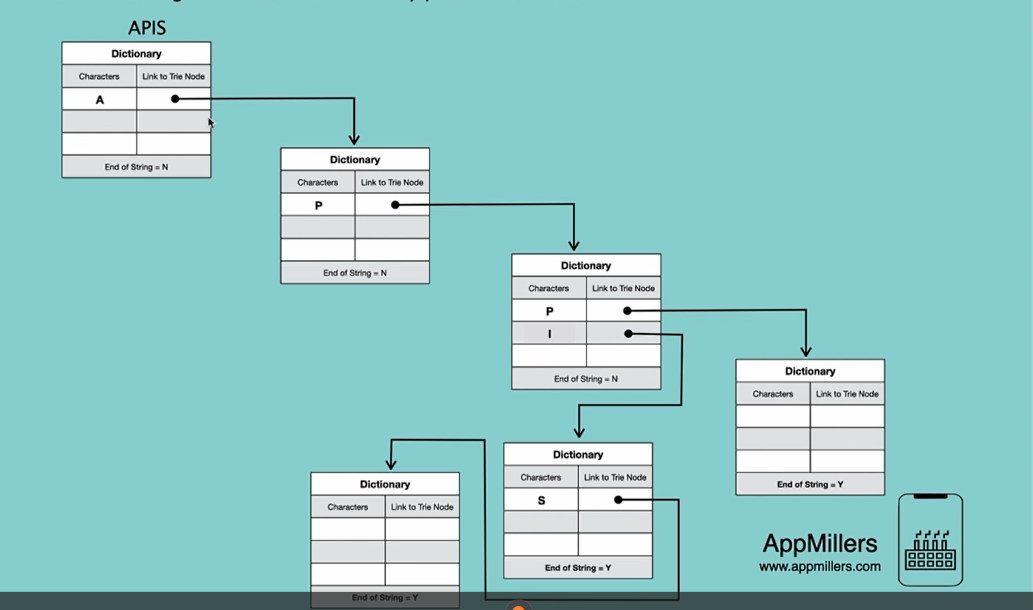 APIS
Dictionary
Characters Link to Trie Node
A
End of String = N
Dictionary
Characters Link to Trie Node
P
End of String = N
Dictionary
Characters Link to Trie Node
P
I
End of String = N
Dictionary
Characters Link to Trie Node
End of String = Y
Dictionary
Characters Link to Trie Node
S
End of String = Y
Dictionary
Characters Link to Trie Node
End of String = Y
AppMillers
www.appmillers.com